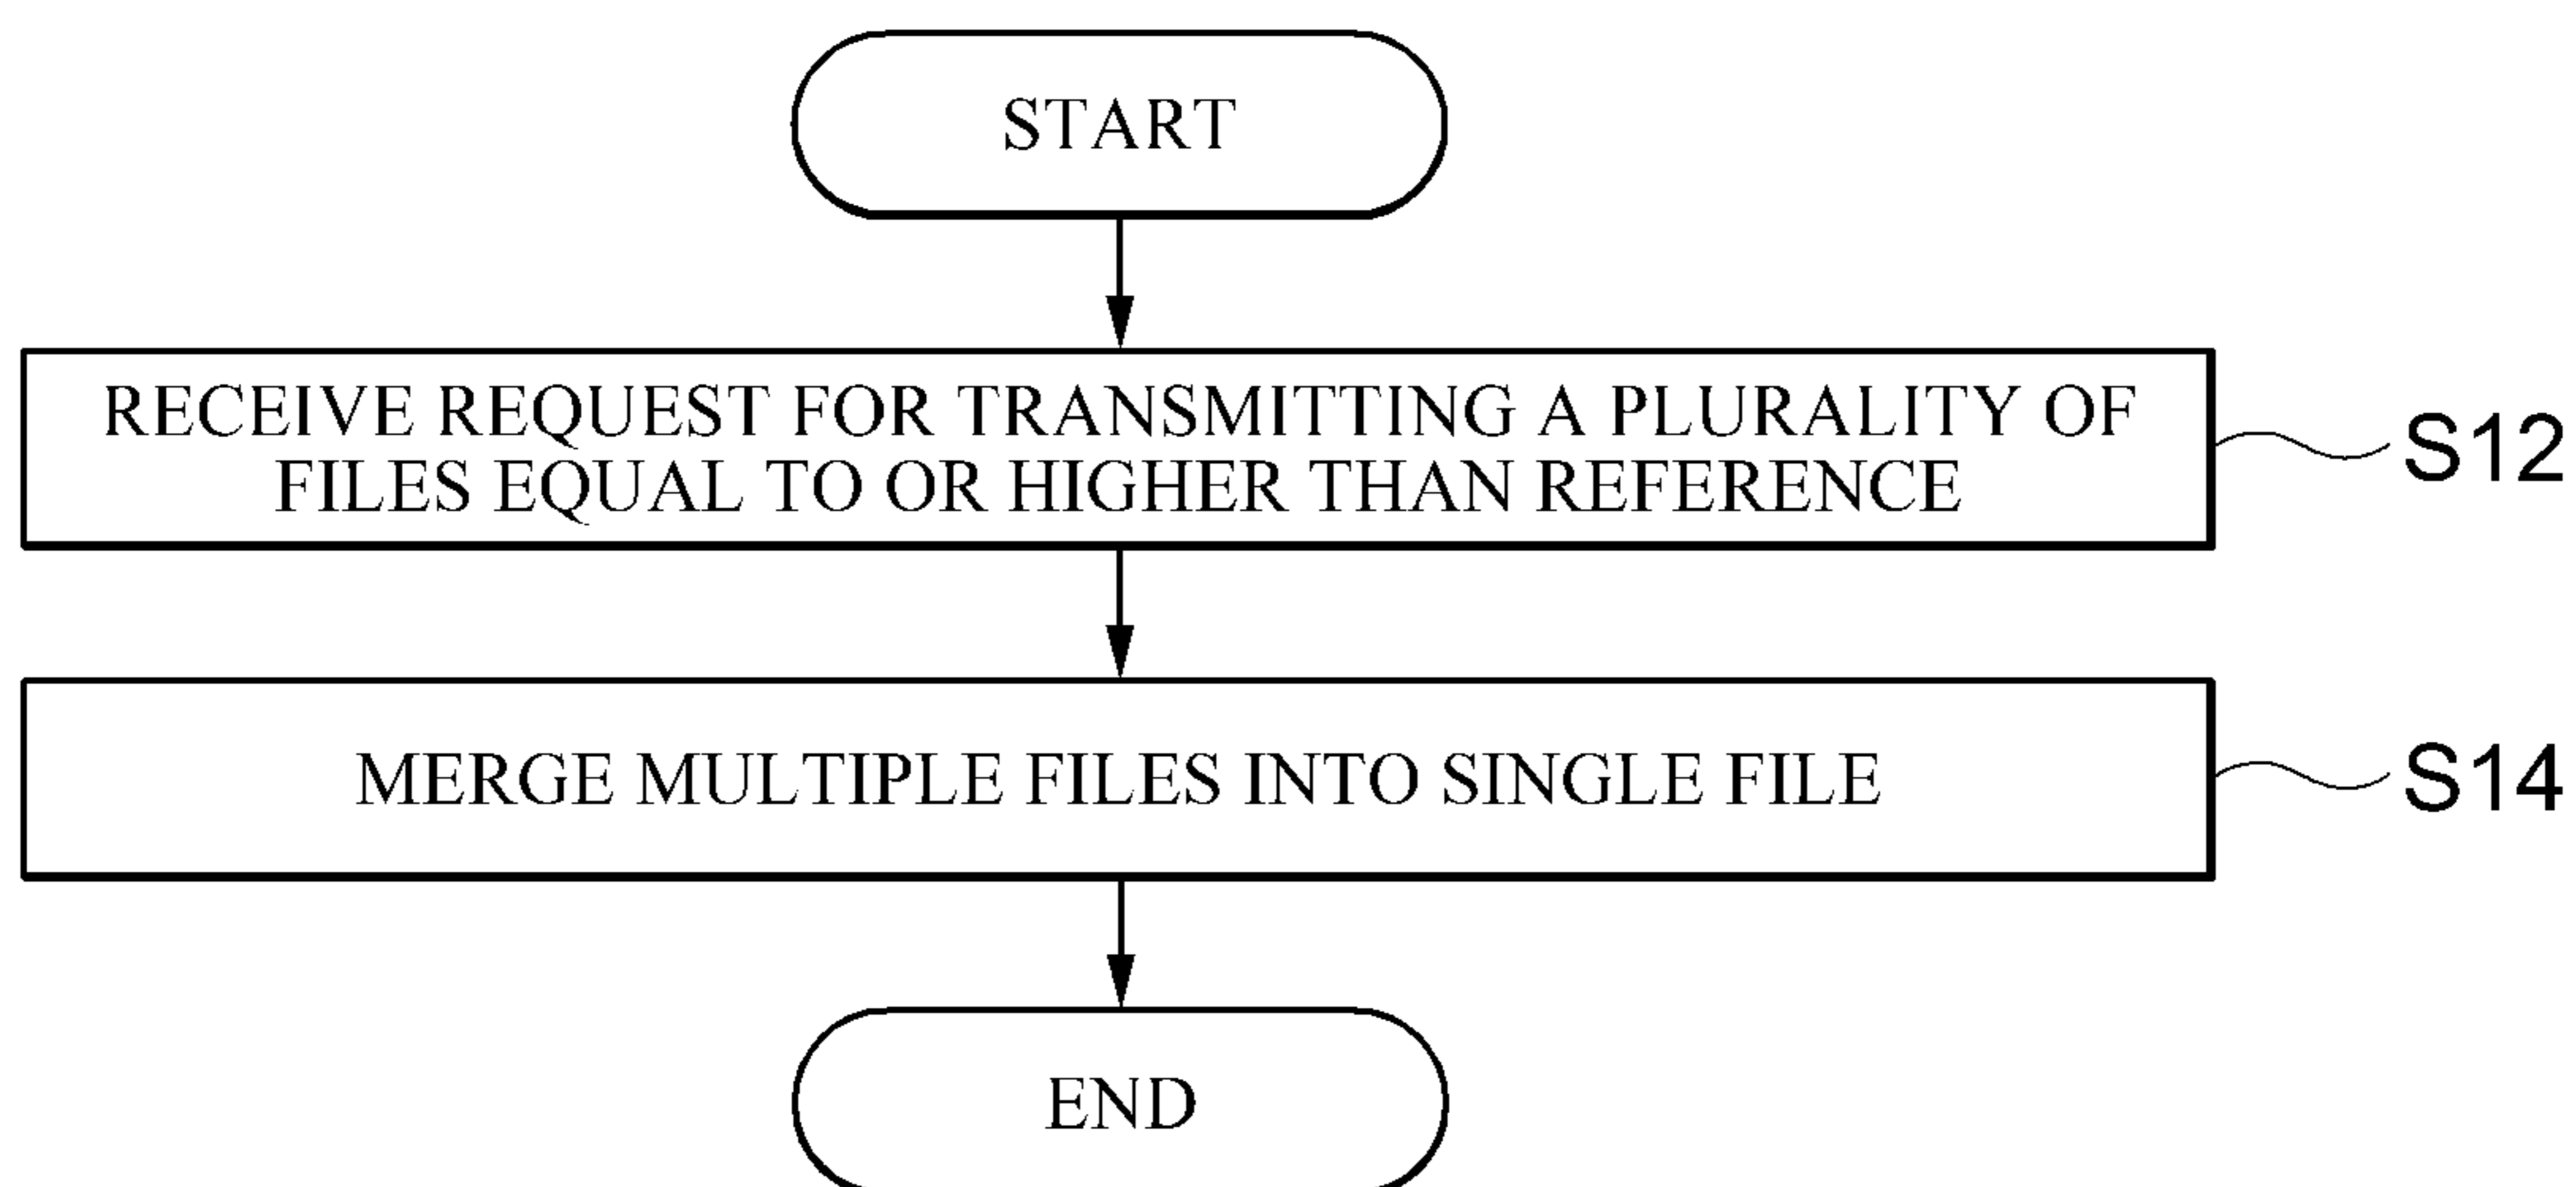 START
RECEIVE REQUEST FOR TRANSMITTING A PLURALITY OF
FILES EQUAL TO OR HIGHER THAN REFERENCE
S12
MERGE MULTIPLE FILES INTO SINGLE FILE
S14
END